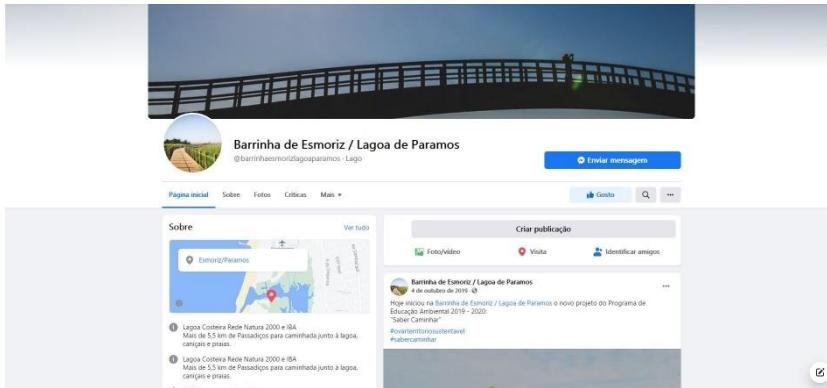 Barrinha de Esmoriz / Lagoa de Paramos
@barrinhaesmorizlagoaparamos · Lago
Enviar mensagem
Página inicial Sobre Fotos Críticas Mais
Gosto
Sobre
Ver tudo
Esmoriz/Paramos
Lagoa Costeira Rede Natura 2000 e IBA
Mais de 5,5 km de Passadiços para caminhada junto à lagoa,
caniçais e praias.
Lagoa Costeira Rede Natura 2000 e IBA
Mais de 5,5 km de Passadiços para caminhada junto à lagoa,
caniçais e praias.
Criar publicação
Foto/vídeo Visita Identificar amigos
Barrinha de Esmoriz / Lagoa de Paramos
4 de outubro de 2019
Hoje iniciou na Barrinha de Esmoriz / Lagoa de Paramos o novo projeto do Programa de
Educação Ambiental 2019 - 2020:
"Saber Caminhar"
#ovarterritoriosustentavel
#sabercaminhar